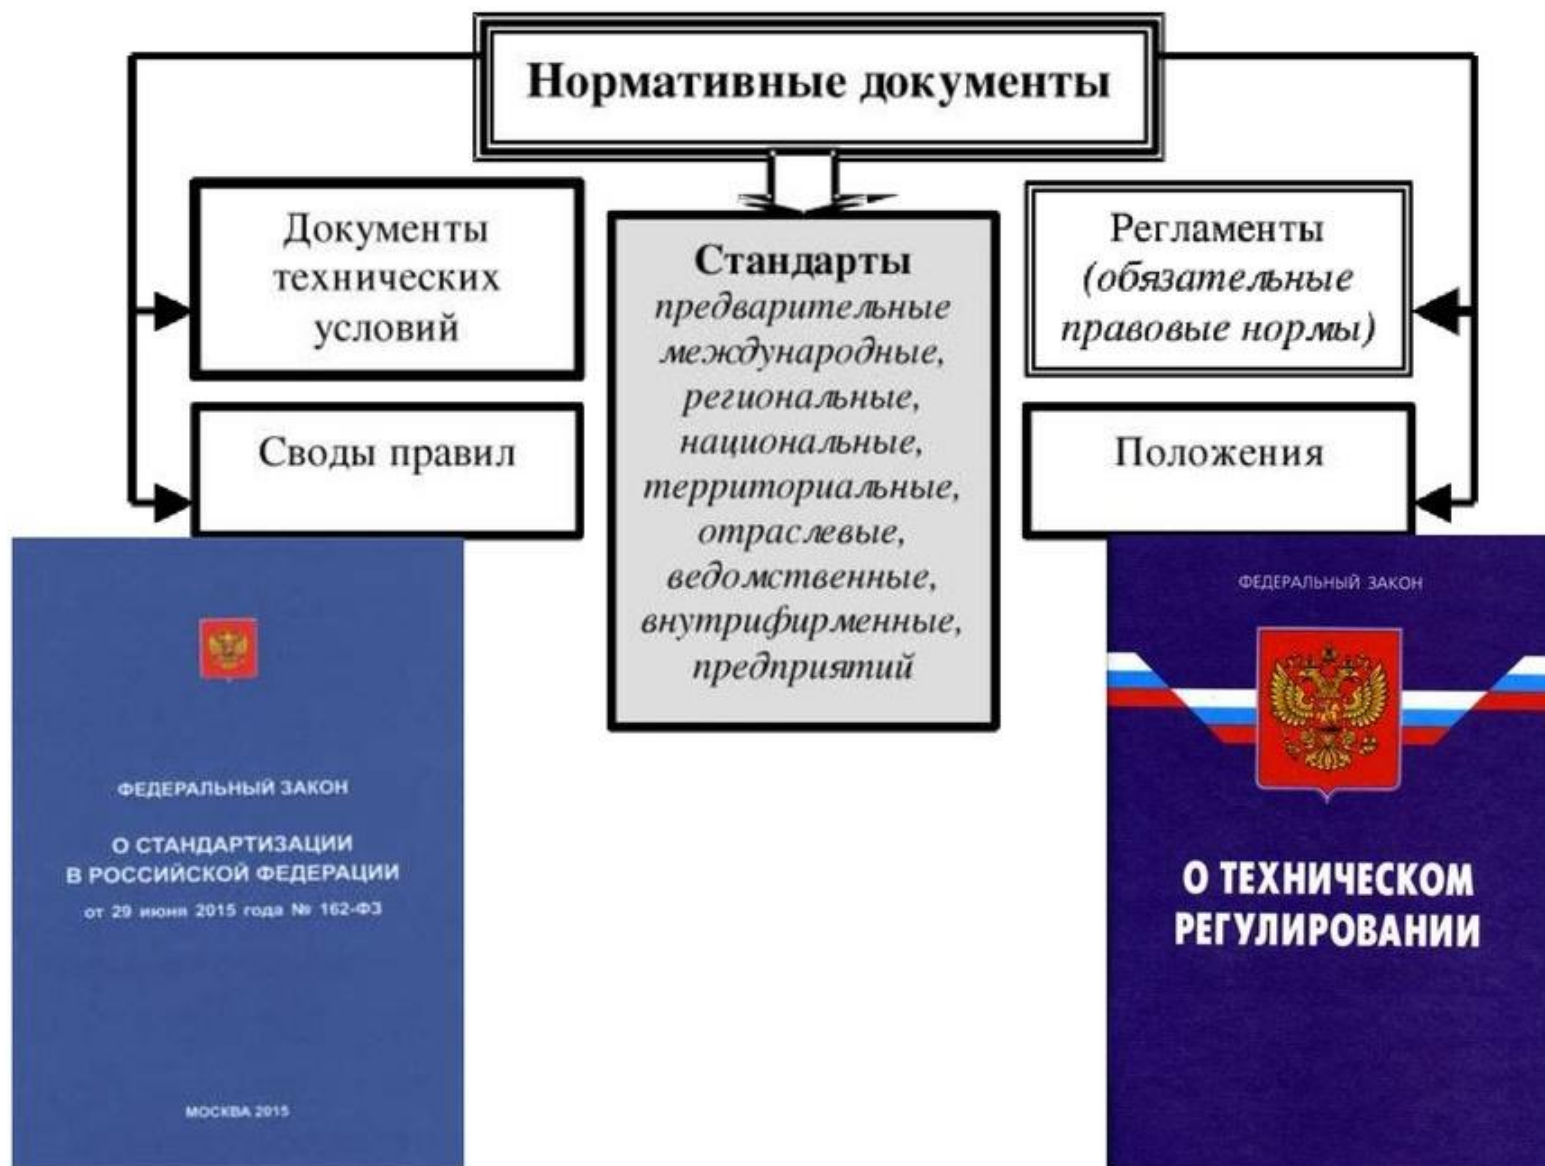 Нормативные документы
Документы
технических
условий
Своды правил
Стандарты
предварительные
международные,
региональные,
национальные,
территориальные,
отраслевые,
ведомственные,
внутрифирменные,
предприятий
Регламенты
(обязательные
правовые нормы)
Положения
ФЕДЕРАЛЬНЫЙ ЗАКОН
О СТАНДАРТИЗАЦИИ
В РОССИЙСКОЙ ФЕДЕРАЦИИ
от 29 июня 2015 года № 162-ФЗ
МОСКВА 2015
ФЕДЕРАЛЬНЫЙ ЗАКОН
О ТЕХНИЧЕСКОМ
РЕГУЛИРОВАНИИ